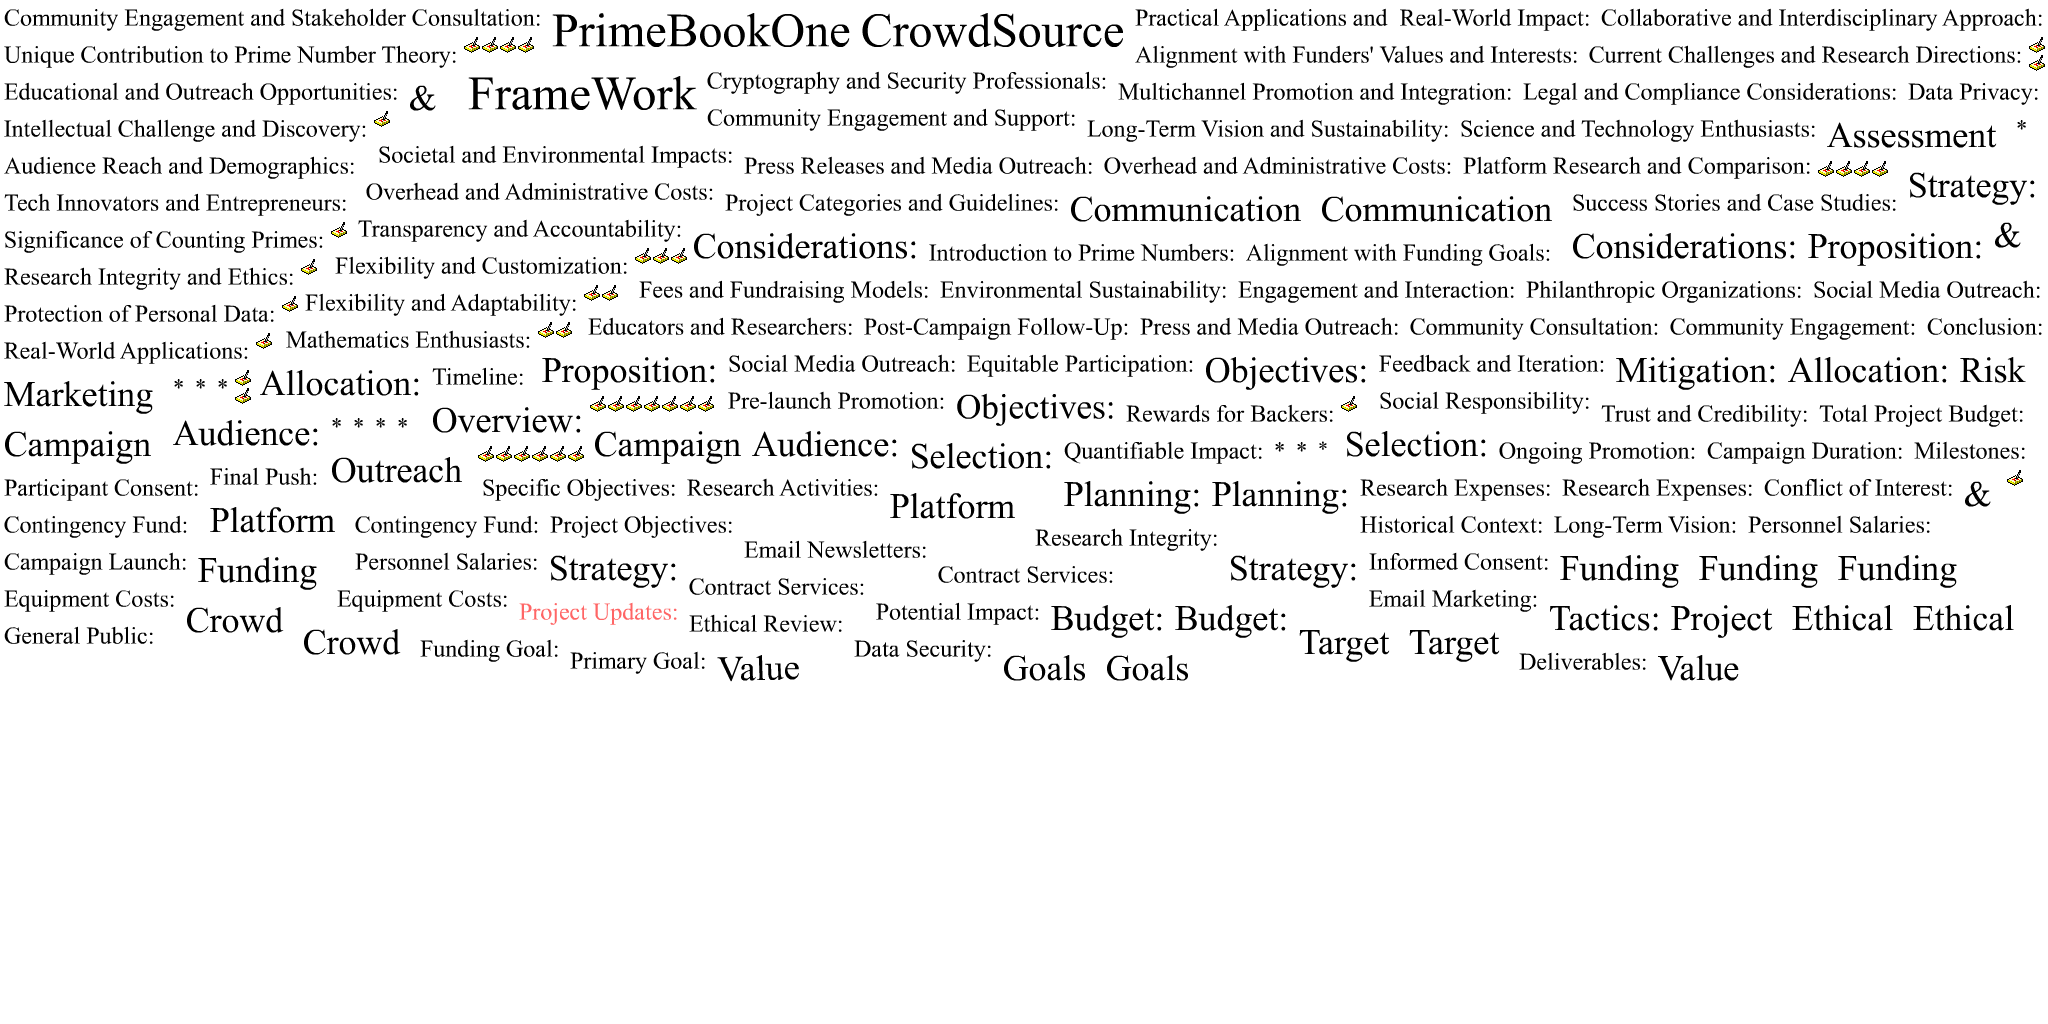 Community Engagement and Stakeholder Consultation: PrimeBookOne CrowdSource Practical Applications and Real-World Impact: Collaborative and Interdisciplinary Approach:
Unique Contribution to Prime Number Theory: Alignment with Funders' Values and Interests: Current Challenges and Research Directions:
Educational and Outreach Opportunities: & FrameWork Cryptography and Security Professionals: Multichannel Promotion and Integration: Legal and Compliance Considerations: Data Privacy:
Intellectual Challenge and Discovery: Community Engagement and Support: Long-Term Vision and Sustainability: Science and Technology Enthusiasts: Assessment *
Audience Reach and Demographics: Societal and Environmental Impacts: Press Releases and Media Outreach: Overhead and Administrative Costs: Platform Research and Comparison: Strategy:
Tech Innovators and Entrepreneurs: Overhead and Administrative Costs: Project Categories and Guidelines: Communication Communication Success Stories and Case Studies:
Significance of Counting Primes: Transparency and Accountability: Considerations: Introduction to Prime Numbers: Alignment with Funding Goals: Considerations: Proposition: &
Research Integrity and Ethics: Flexibility and Customization:
Protection of Personal Data: Flexibility and Adaptability: Fees and Fundraising Models: Environmental Sustainability: Engagement and Interaction: Philanthropic Organizations: Social Media Outreach:
Real-World Applications: Mathematics Enthusiasts: Educators and Researchers: Post-Campaign Follow-Up: Press and Media Outreach: Community Consultation: Community Engagement: Conclusion:
Marketing * * * Allocation: Timeline: Proposition: Social Media Outreach: Equitable Participation: Objectives: Feedback and Iteration: Mitigation: Allocation: Risk
Overview: Pre-launch Promotion: Objectives: Rewards for Backers: Social Responsibility: Trust and Credibility: Total Project Budget:
Campaign Audience: * * * * Campaign Audience: Selection: Quantifiable Impact: * * * Selection: Ongoing Promotion: Campaign Duration: Milestones:
Participant Consent: Final Push: Outreach Specific Objectives: Research Activities: Platform Planning: Planning: Research Expenses: Research Expenses: Conflict of Interest: &
Contingency Fund: Platform Contingency Fund: Project Objectives: Research Integrity: Historical Context: Long-Term Vision: Personnel Salaries:
Campaign Launch: Funding Personnel Salaries: Strategy: Email Newsletters: Contract Services: Strategy: Informed Consent: Funding Funding Funding
Equipment Costs: Crowd Equipment Costs: Project Updates: Contract Services: Potential Impact: Budget: Budget: Email Marketing: Tactics: Project Ethical Ethical
General Public: Crowd Funding Goal: Ethical Review: Data Security: Target Target
Primary Goal: Value Goals Goals Deliverables: Value